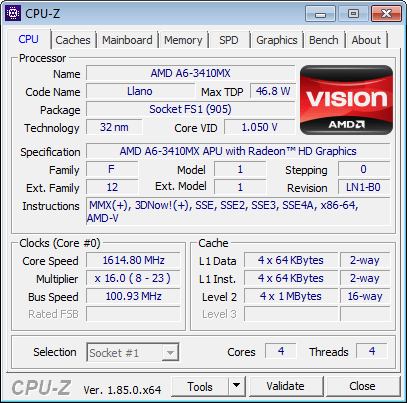 CPU-Z
CPU Caches Mainboard Memory SPD Graphics Bench About
Processor
Name AMD A6-3410MX
Code Name Llano Max TDP 46.8 W
Package Socket FS1 (905)
Technology 32 nm Core VID 1.050 V
VISION
AMD
Specification AMD A6-3410MX APU with Radeon™ HD Graphics
Family F Model 1 Stepping 0
Ext. Family 12 Ext. Model 1 Revision LN1-B0
Instructions MMX(+), 3DNow!(+), SSE, SSE2, SSE3, SSE4A, x86-64,
AMD-V
Clocks (Core #0) Cache
Core Speed 1614.80 MHz L1 Data 4 x 64 KBytes 2-way
Multiplier x 16.0 ( 8 - 23 ) L1 Inst. 4 x 64 KBytes 2-way
Bus Speed 100.93 MHz Level 2 4 x 1 MBytes 16-way
Rated FSB Level 3
Selection Socket #1 Cores 4 Threads 4
CPU-Z Ver. 1.85.0.x64 Tools Validate Close